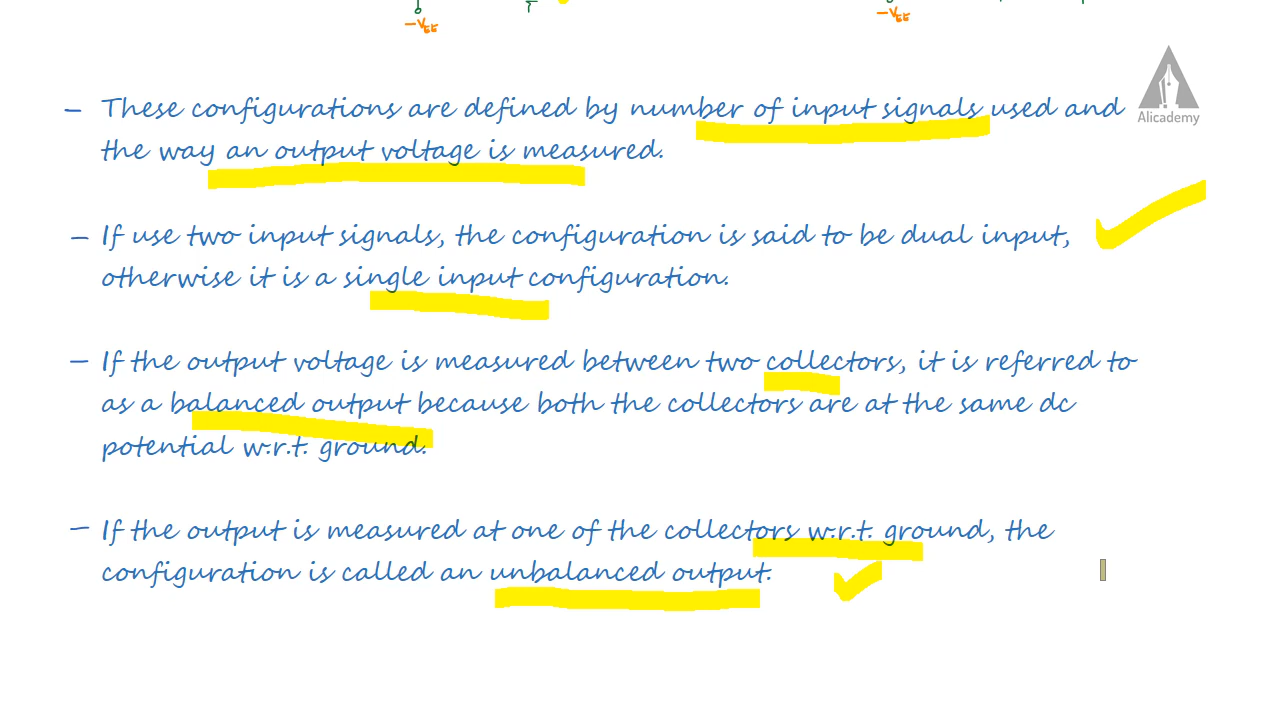 -VEE
-VEE
Alicademy
- These configurations are defined by number of input signals used and
the way an output voltage is measured.
- If use two input signals, the configuration is said to be dual input,
otherwise it is a single input configuration.
- If the output voltage is measured between two collectors, it is referred to
as a balanced output because both the collectors are at the same dc
potential w.r.t. ground.
- If the output is measured at one of the collectors w.r.t. ground, the
configuration is called an unbalanced output.